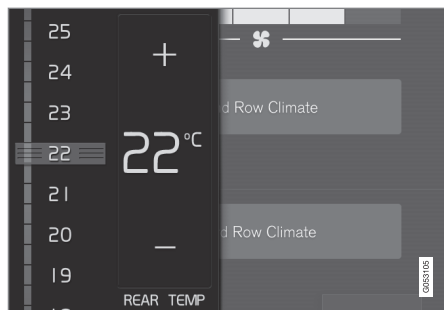 25
24
23
22
21
20
19
+
22°C
–
REAR TEMP
Row Climate
Row Climate
G053105